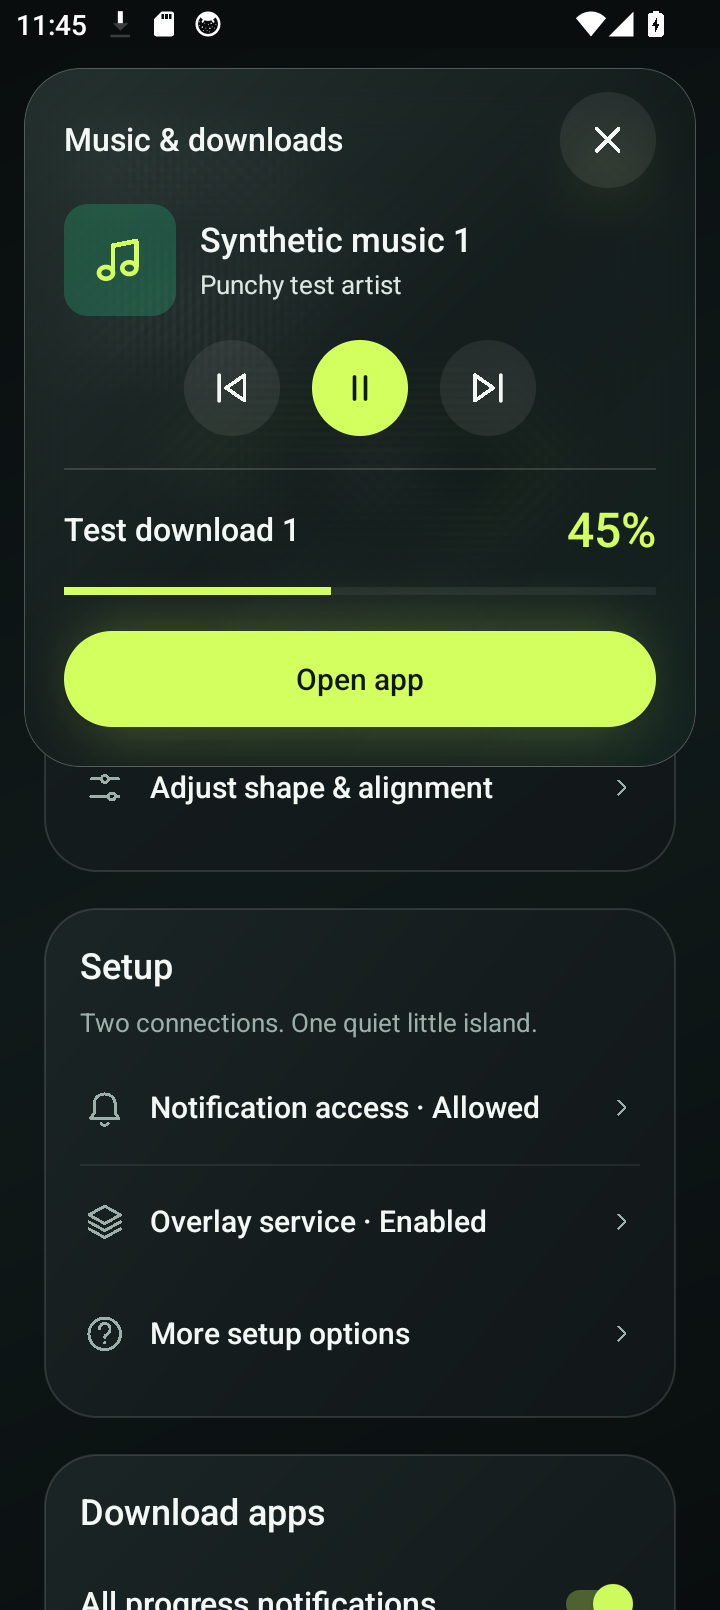 11:45
Music & downloads
Synthetic music 1
Punchy test artist
Test download 1
45%
Open app
Adjust shape & alignment
Setup
Two connections. One quiet little island.
Notification access · Allowed
Overlay service · Enabled
More setup options
Download apps
All progress notifications